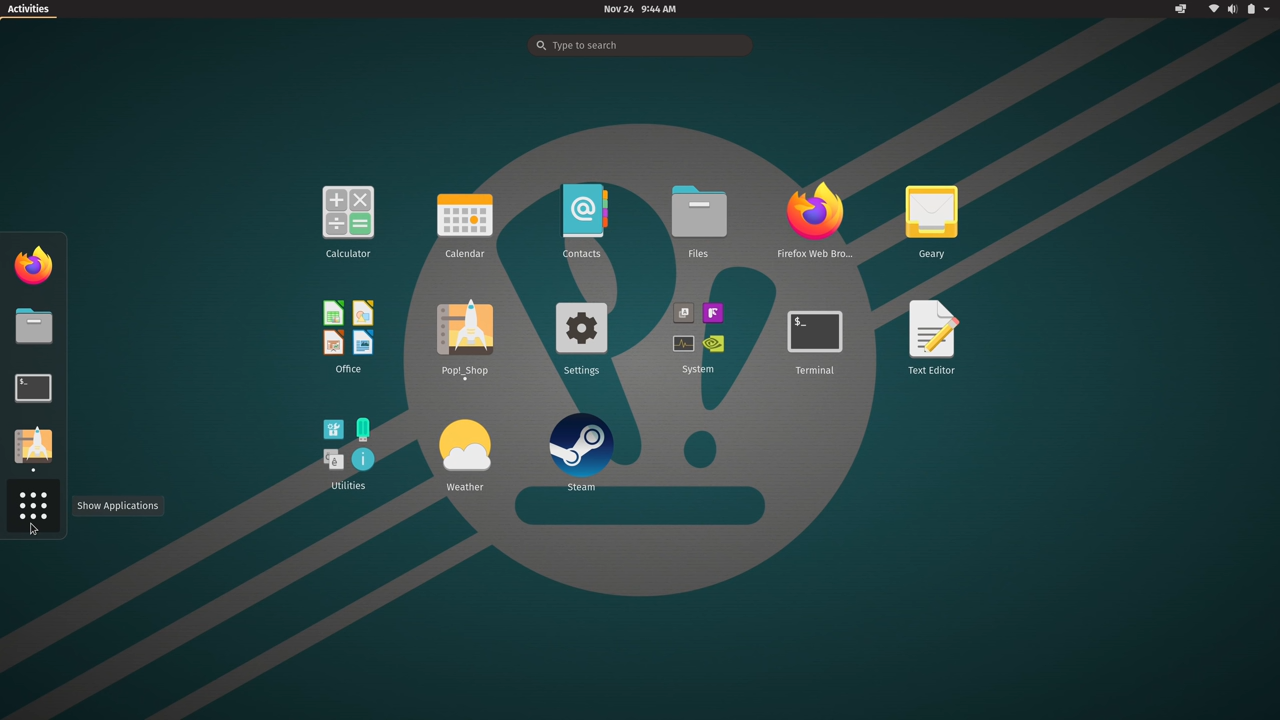 Activities
Nov 24 9:44 AM
Type to search
Calculator
Calendar
Contacts
Files
Firefox Web Bro...
Geary
Office
Pop!_Shop
Settings
System
Terminal
Text Editor
Utilities
Weather
Steam
Show Applications